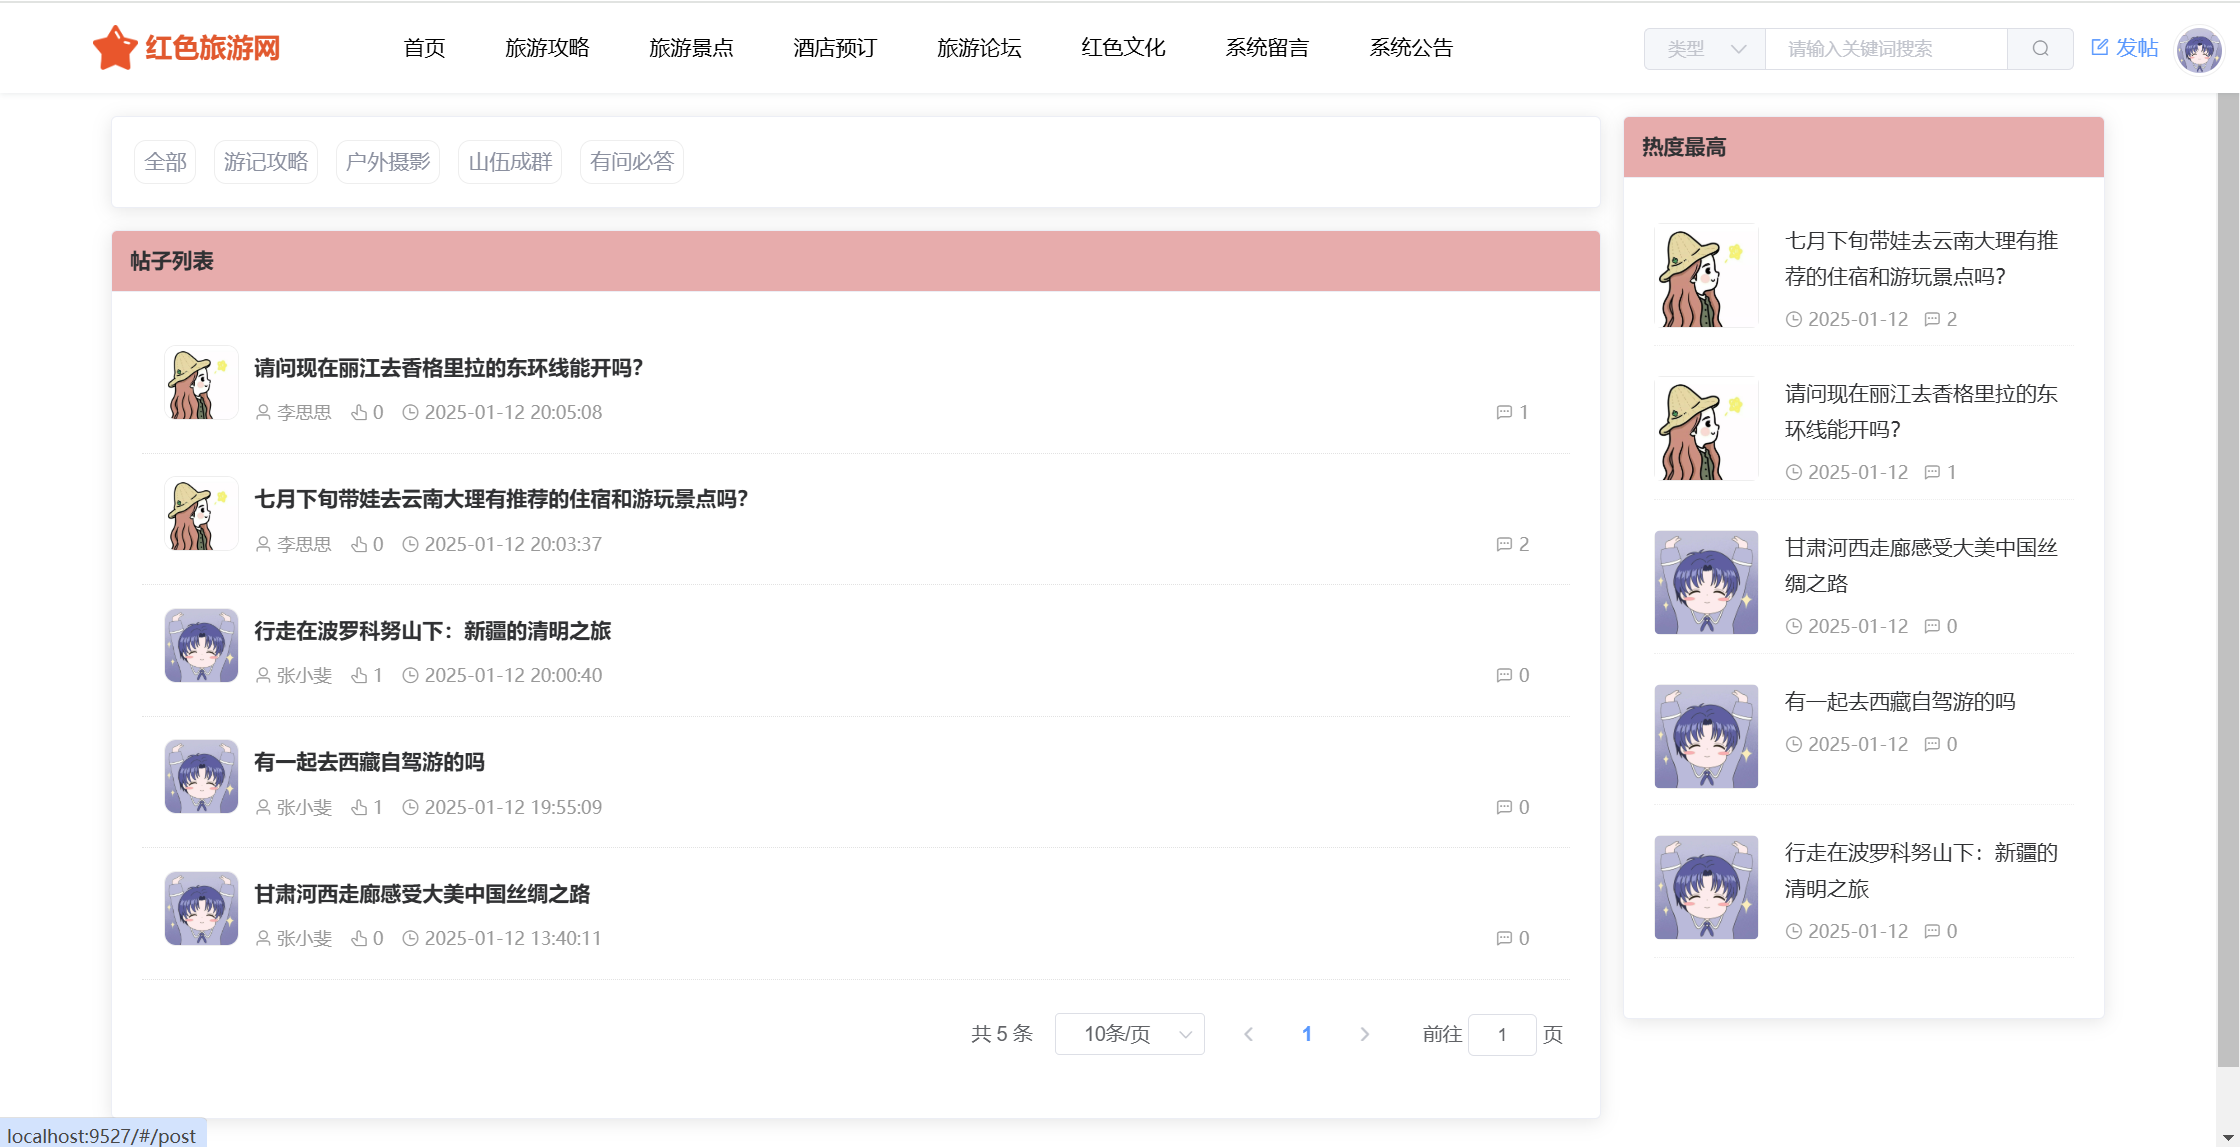 红色旅游网
首页 旅游攻略 旅游景点 酒店预订 旅游论坛 红色文化 系统留言 系统公告
类型 请输入关键词搜索 发帖
全部 游记攻略 户外摄影 山伍成群 有问必答
帖子列表
请问现在丽江去香格里拉的东环线能开吗？
李思思 0 2025-01-12 20:05:08 1
七月下旬带娃去云南大理有推荐的住宿和游玩景点吗？
李思思 0 2025-01-12 20:03:37 2
行走在波罗科努山下：新疆的清明之旅
张小斐 1 2025-01-12 20:00:40 0
有一起去西藏自驾游的吗
张小斐 1 2025-01-12 19:55:09 0
甘肃河西走廊感受大美中国丝绸之路
张小斐 0 2025-01-12 13:40:11 0
共 5 条 10条/页 1 前往 1 页
热度最高
七月下旬带娃去云南大理有推
荐的住宿和游玩景点吗？
2025-01-12 2
请问现在丽江去香格里拉的东
环线能开吗？
2025-01-12 1
甘肃河西走廊感受大美中国丝
绸之路
2025-01-12 0
有一起去西藏自驾游的吗
2025-01-12 0
行走在波罗科努山下：新疆的
清明之旅
2025-01-12 0
localhost:9527/#/post